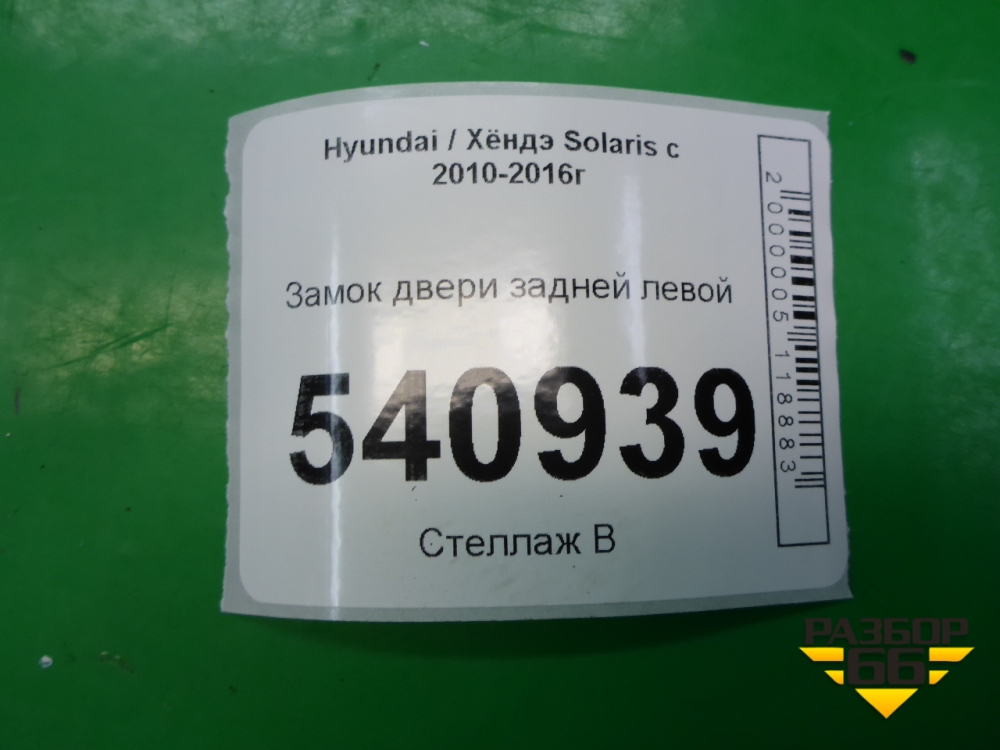 Hyundai / Хёндэ Solaris с
2010-2016г
Замок двери задней левой
540939
Стеллаж В
2000005118883
РАЗБОР
66